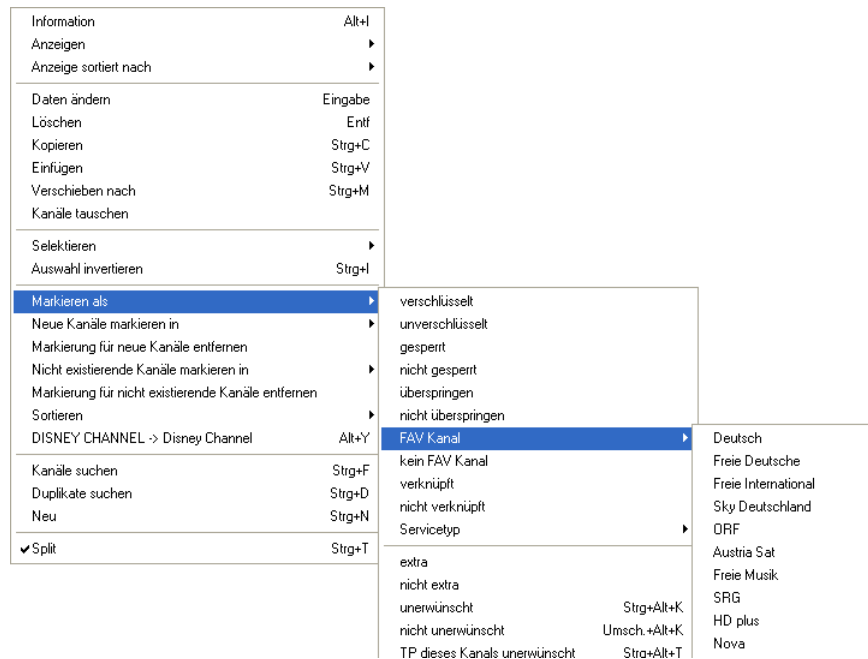 Information Alt+I
Anzeigen
Anzeige sortiert nach
Daten ändern Eingabe
Löschen Entf
Kopieren Strg+C
Einfügen Strg+V
Verschieben nach Strg+M
Kanäle tauschen
Selektieren
Auswahl invertieren Strg+I
Markieren als
Neue Kanäle markieren in
Markierung für neue Kanäle entfernen
Nicht existierende Kanäle markieren in
Markierung für nicht existierende Kanäle entfernen
Sortieren
DISNEY CHANNEL -> Disney Channel Alt+Y
Kanäle suchen Strg+F
Duplikate suchen Strg+D
Neu Strg+N
Split Strg+T
verschlüsselt
unverschlüsselt
gesperrt
nicht gesperrt
überspringen
nicht überspringen
FAV Kanal
kein FAV Kanal
verknüpft
nicht verknüpft
Servicetyp
extra
nicht extra
unerwünscht Strg+Alt+K
nicht unerwünscht Umsch.+Alt+K
TP dieses Kanals unerwünscht Strg+Alt+T
Deutsch
Freie Deutsche
Freie International
Sky Deutschland
ORF
Austria Sat
Freie Musik
SRG
HD plus
Nova